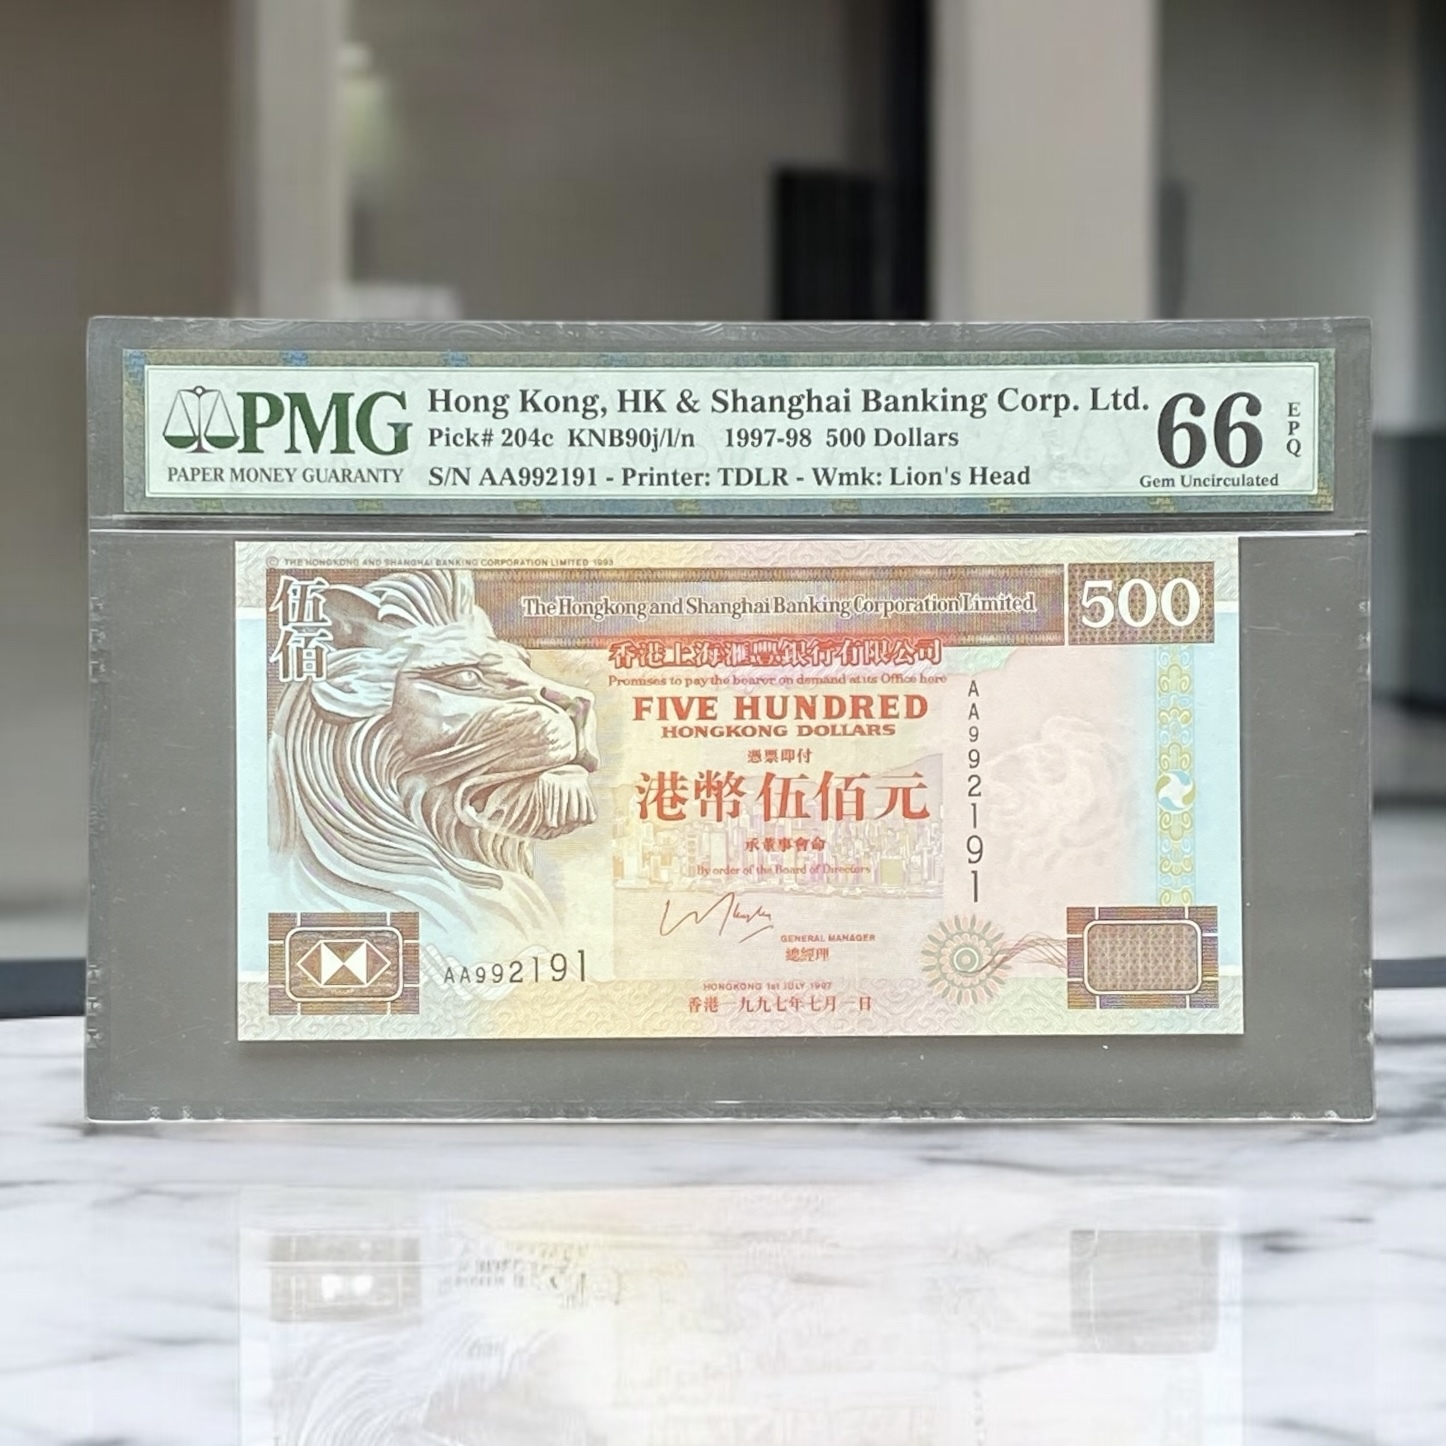 PMG
PAPER MONEY GUARANTY
Hong Kong, HK & Shanghai Banking Corp. Ltd.
Pick# 204c KNB90j/l/n 1997-98 500 Dollars
S/N AA992191 - Printer: TDLR - Wmk: Lion's Head
66
EPQ
Gem Uncirculated
© THE HONGKONG AND SHANGHAI BANKING CORPORATION LIMITED 1993
伍佰
The Hongkong and Shanghai Banking Corporation Limited
500
香港上海滙豐銀行有限公司
Promises to pay the bearer on demand at its Office here
FIVE HUNDRED
HONGKONG DOLLARS
憑票即付
港幣伍佰元
承董事會命
By order of the Board of Directors
GENERAL MANAGER
總經理
HONGKONG 1st JULY 1997
香港一九九七年七月一日
AA992191
AA992191